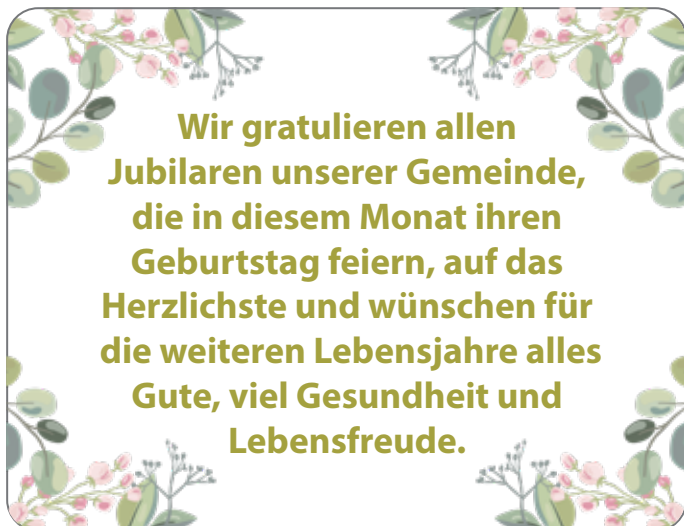 Wir gratulieren allen
Jubilaren unserer Gemeinde,
die in diesem Monat ihren
Geburtstag feiern, auf das
Herzlichste und wünschen für
die weiteren Lebensjahre alles
Gute, viel Gesundheit und
Lebensfreude.